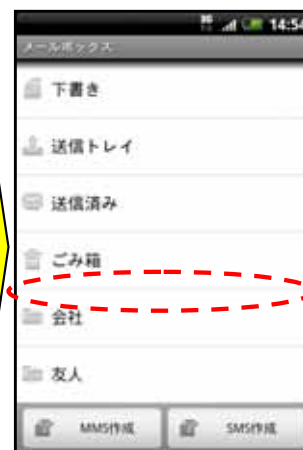 14:54
メールボックス
下書き
送信トレイ
送信済み
ごみ箱
会社
友人
MMS作成
SMS作成